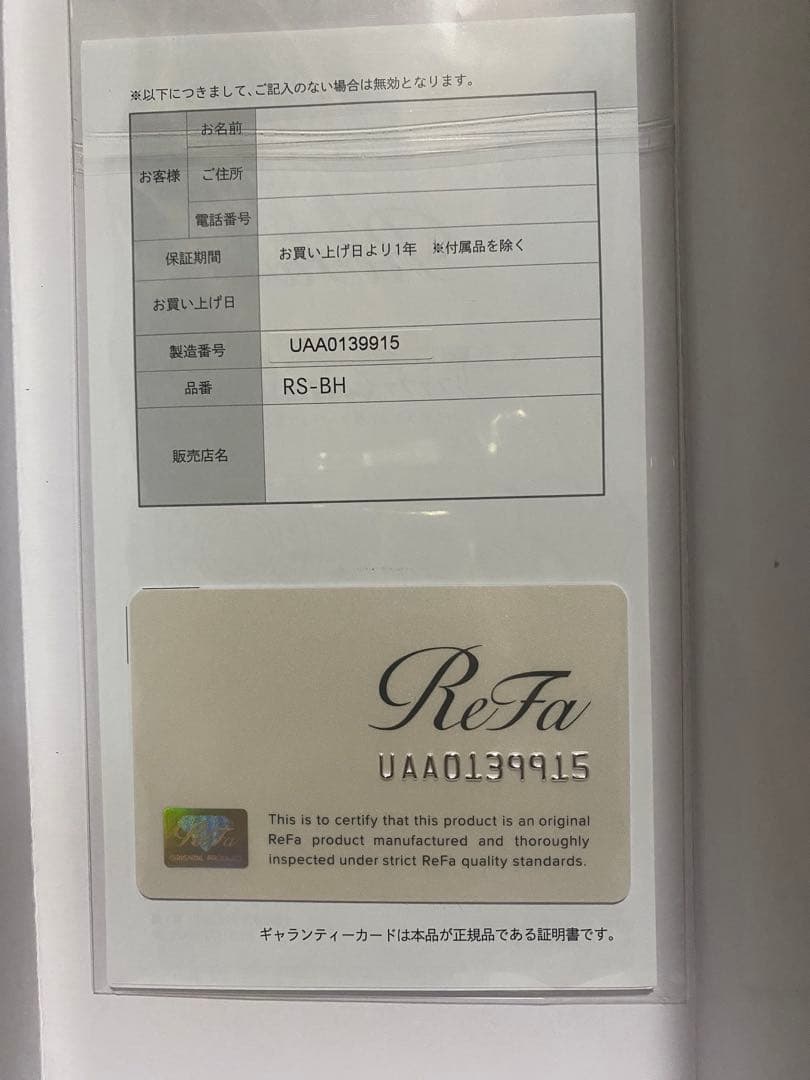 ※以下につきまして、ご記入のない場合は無効となります。
お客様
お名前
ご住所
電話番号
保証期間
お買い上げ日より1年 ※付属品を除く
お買い上げ日
製造番号
UAA0139915
品番
RS-BH
販売店名
ReFa
UAA0139915
ReFa
ORIGINAL PRODUCT
This is to certify that this product is an original
ReFa product manufactured and thoroughly
inspected under strict ReFa quality standards.
ギャランティーカードは本品が正規品である証明書です。